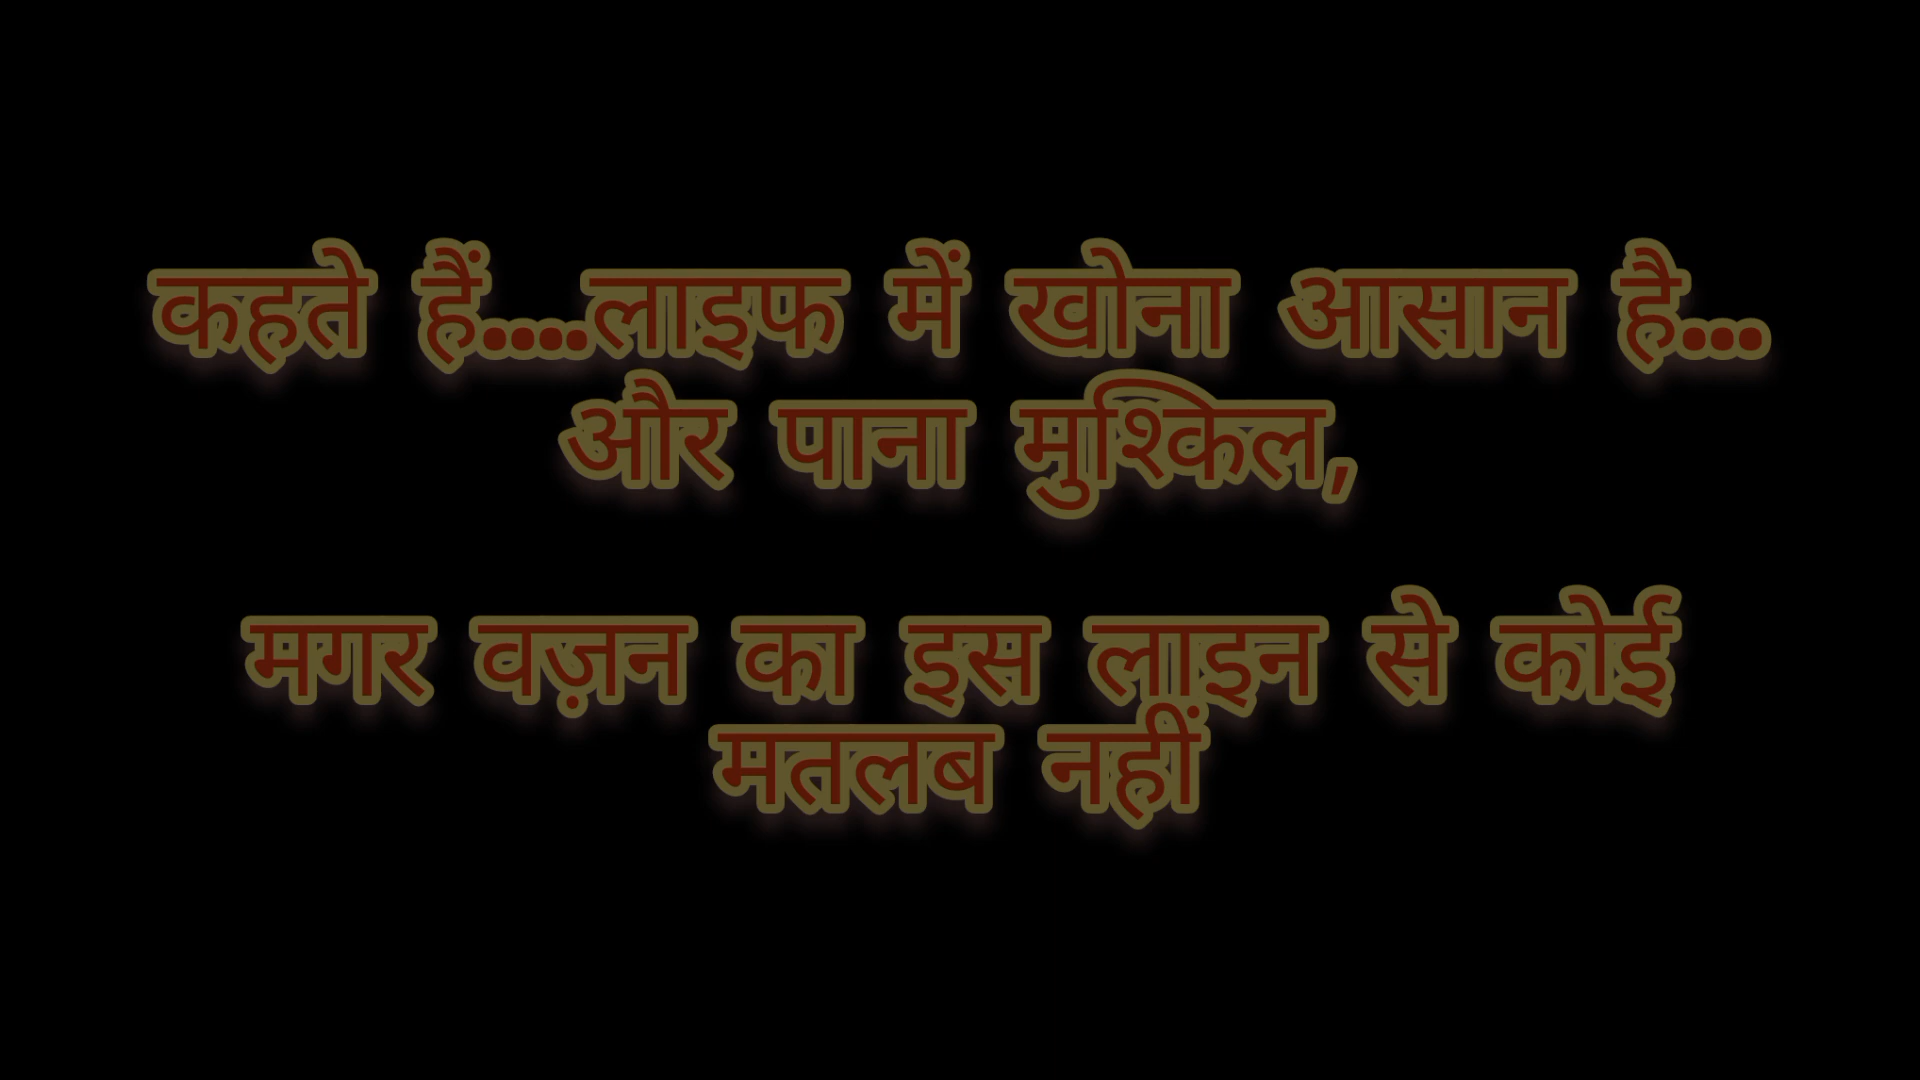 कहते हैं....लाइफ में खोना आसान है...
और पाना मुश्किल,
मगर वज़न का इस लाइन से कोई
मतलब नहीं